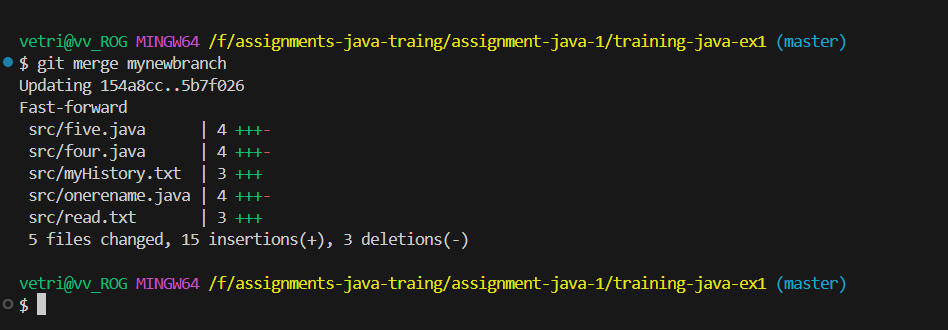 vetri@vv_ROG MINGW64 /f/assignments-java-traing/assignment-java-1/training-java-ex1 (master)
$ git merge mynewbranch
Updating 154a8cc..5b7f026
Fast-forward
 src/five.java       | 4 +++-
 src/four.java       | 4 +++-
 src/myHistory.txt   | 3 +++
 src/onerename.java | 4 +++-
 src/read.txt        | 3 +++
 5 files changed, 15 insertions(+), 3 deletions(-)
vetri@vv_ROG MINGW64 /f/assignments-java-traing/assignment-java-1/training-java-ex1 (master)
$